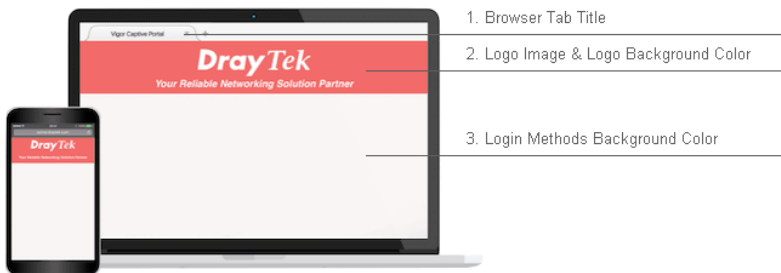 1. Browser Tab Title
Vigor Captive Portal
2. Logo Image & Logo Background Color
DrayTek
Your Reliable Networking Solution Partner
3. Login Methods Background Color
DrayTek
Your Reliable Networking Solution Partner